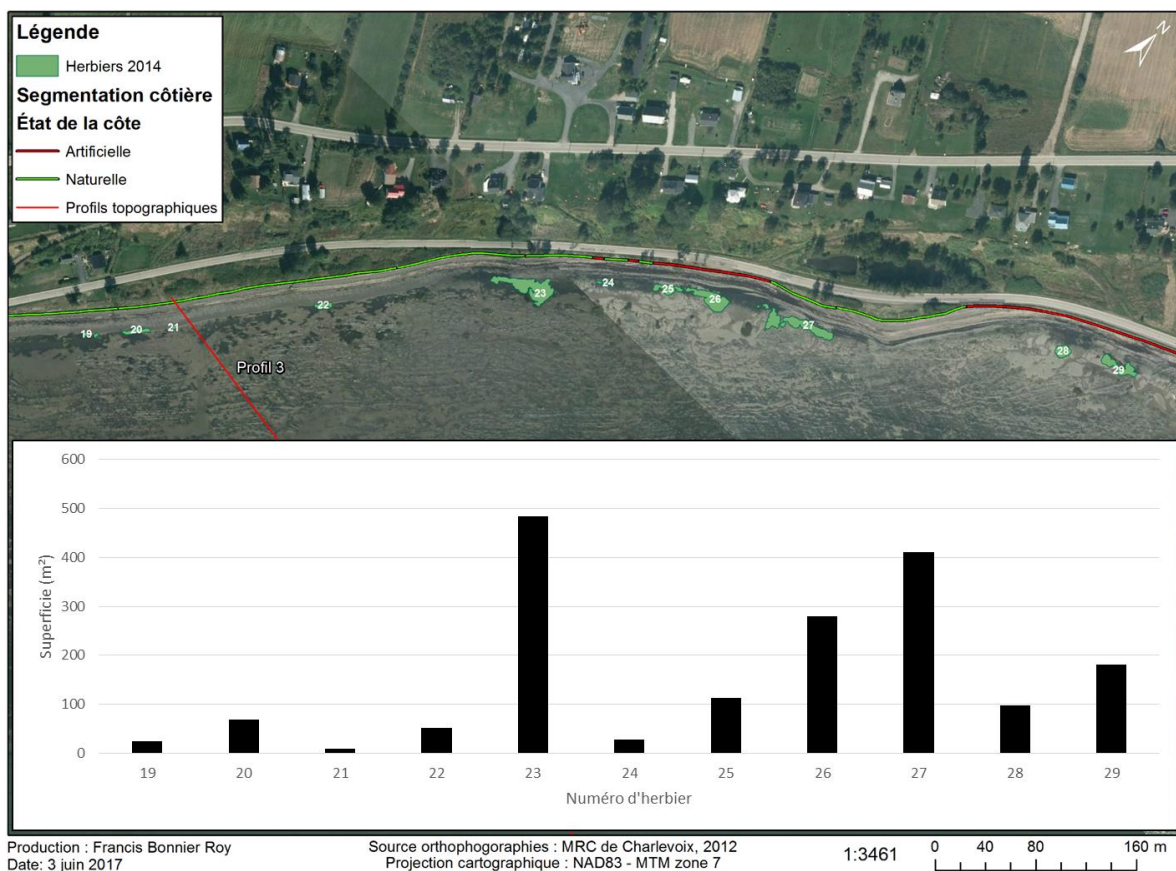 Légende
Herbiers 2014
Segmentation côtière
État de la côte
Artificielle
Naturelle
Profils topographiques
N
19
20
21
22
23
24
25
26
27
28
29
Profil 3
600
500
400
300
200
100
0
Superficie (m²)
19 20 21 22 23 24 25 26 27 28 29
Numéro d'herbier
Production : Francis Bonnier Roy
Date: 3 juin 2017
Source orthophogoraphies : MRC de Charlevoix, 2012
Projection cartographique : NAD83 - MTM zone 7
1:3461
0 40 80 160 m